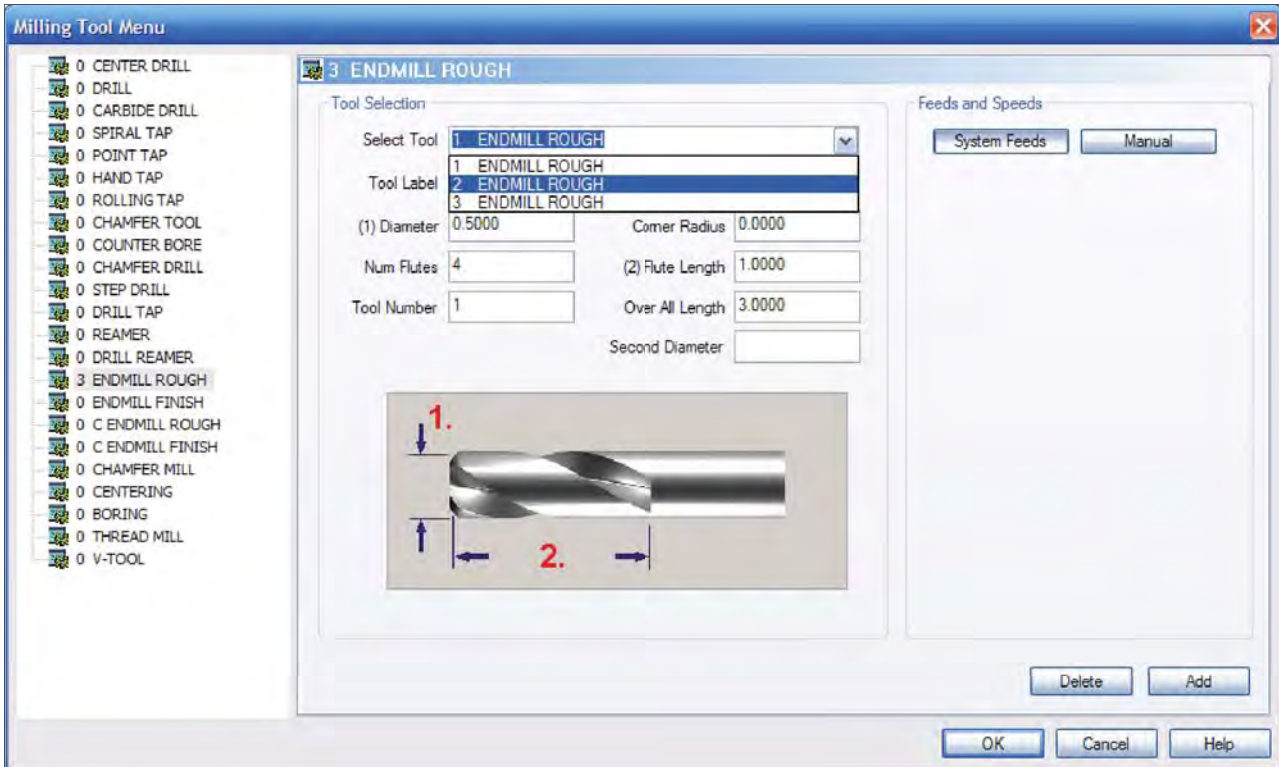 Milling Tool Menu
0 CENTER DRILL
0 DRILL
0 CARBIDE DRILL
0 SPIRAL TAP
0 POINT TAP
0 HAND TAP
0 ROLLING TAP
0 CHAMFER TOOL
0 COUNTER BORE
0 CHAMFER DRILL
0 STEP DRILL
0 DRILL TAP
0 REAMER
0 DRILL REAMER
3 ENDMILL ROUGH
0 ENDMILL FINISH
0 C ENDMILL ROUGH
0 C ENDMILL FINISH
0 CHAMFER MILL
0 CENTERING
0 BORING
0 THREAD MILL
0 V-TOOL
3 ENDMILL ROUGH
Tool Selection
Select Tool 1 ENDMILL ROUGH
1 ENDMILL ROUGH
Tool Label 2 ENDMILL ROUGH
3 ENDMILL ROUGH
(1) Diameter 0.5000 Corner Radius 0.0000
Num Flutes 4 (2) Flute Length 1.0000
Tool Number 1 Over All Length 3.0000
Second Diameter
1.
2.
Feeds and Speeds
System Feeds Manual
Delete Add
OK Cancel Help